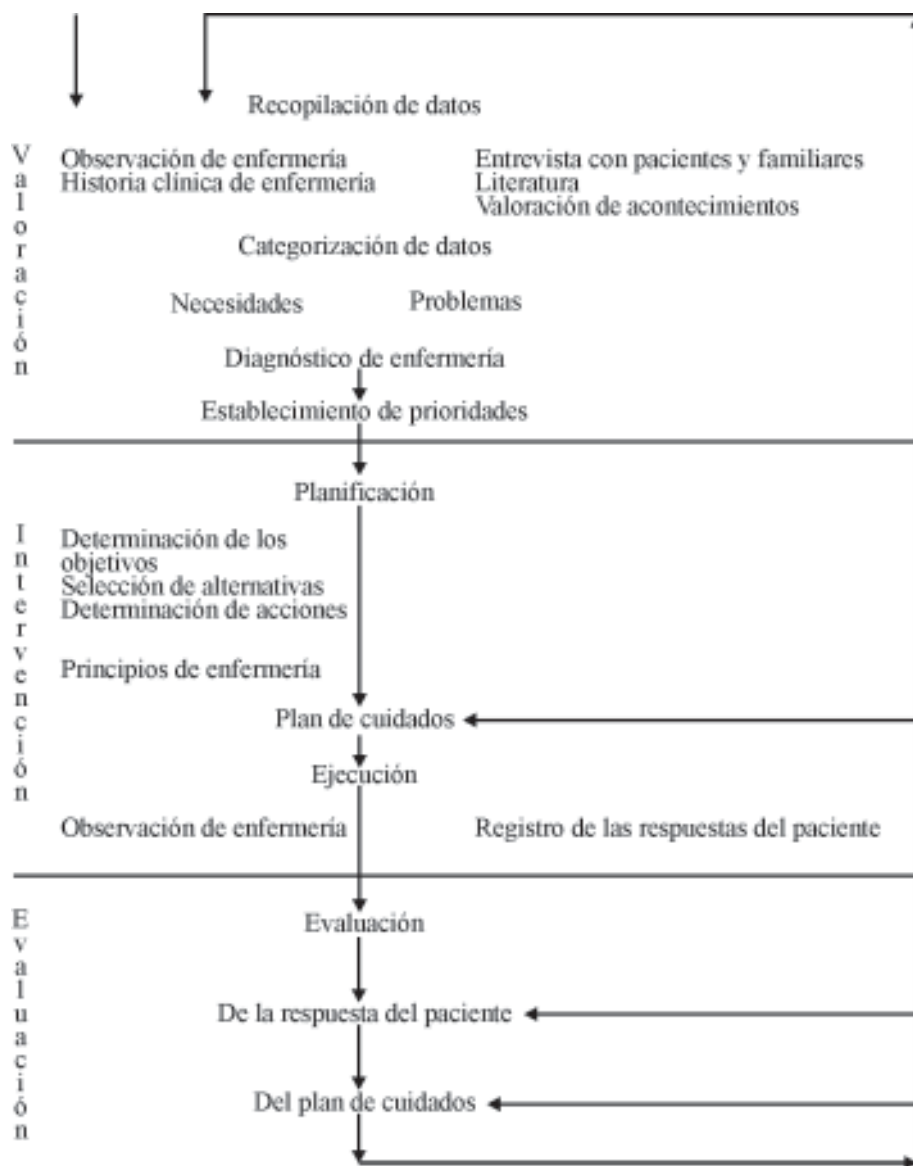 Recopilación de datos
Valoración
Observación de enfermería
Historia clínica de enfermería
Entrevista con pacientes y familiares
Literatura
Valoración de acontecimientos
Categorización de datos
Necesidades
Problemas
Diagnóstico de enfermería
Establecimiento de prioridades
Planificación
Intervención
Determinación de los
objetivos
Selección de alternativas
Determinación de acciones
Principios de enfermería
Plan de cuidados
Ejecución
Observación de enfermería
Registro de las respuestas del paciente
Evaluación
Evaluación
De la respuesta del paciente
Del plan de cuidados